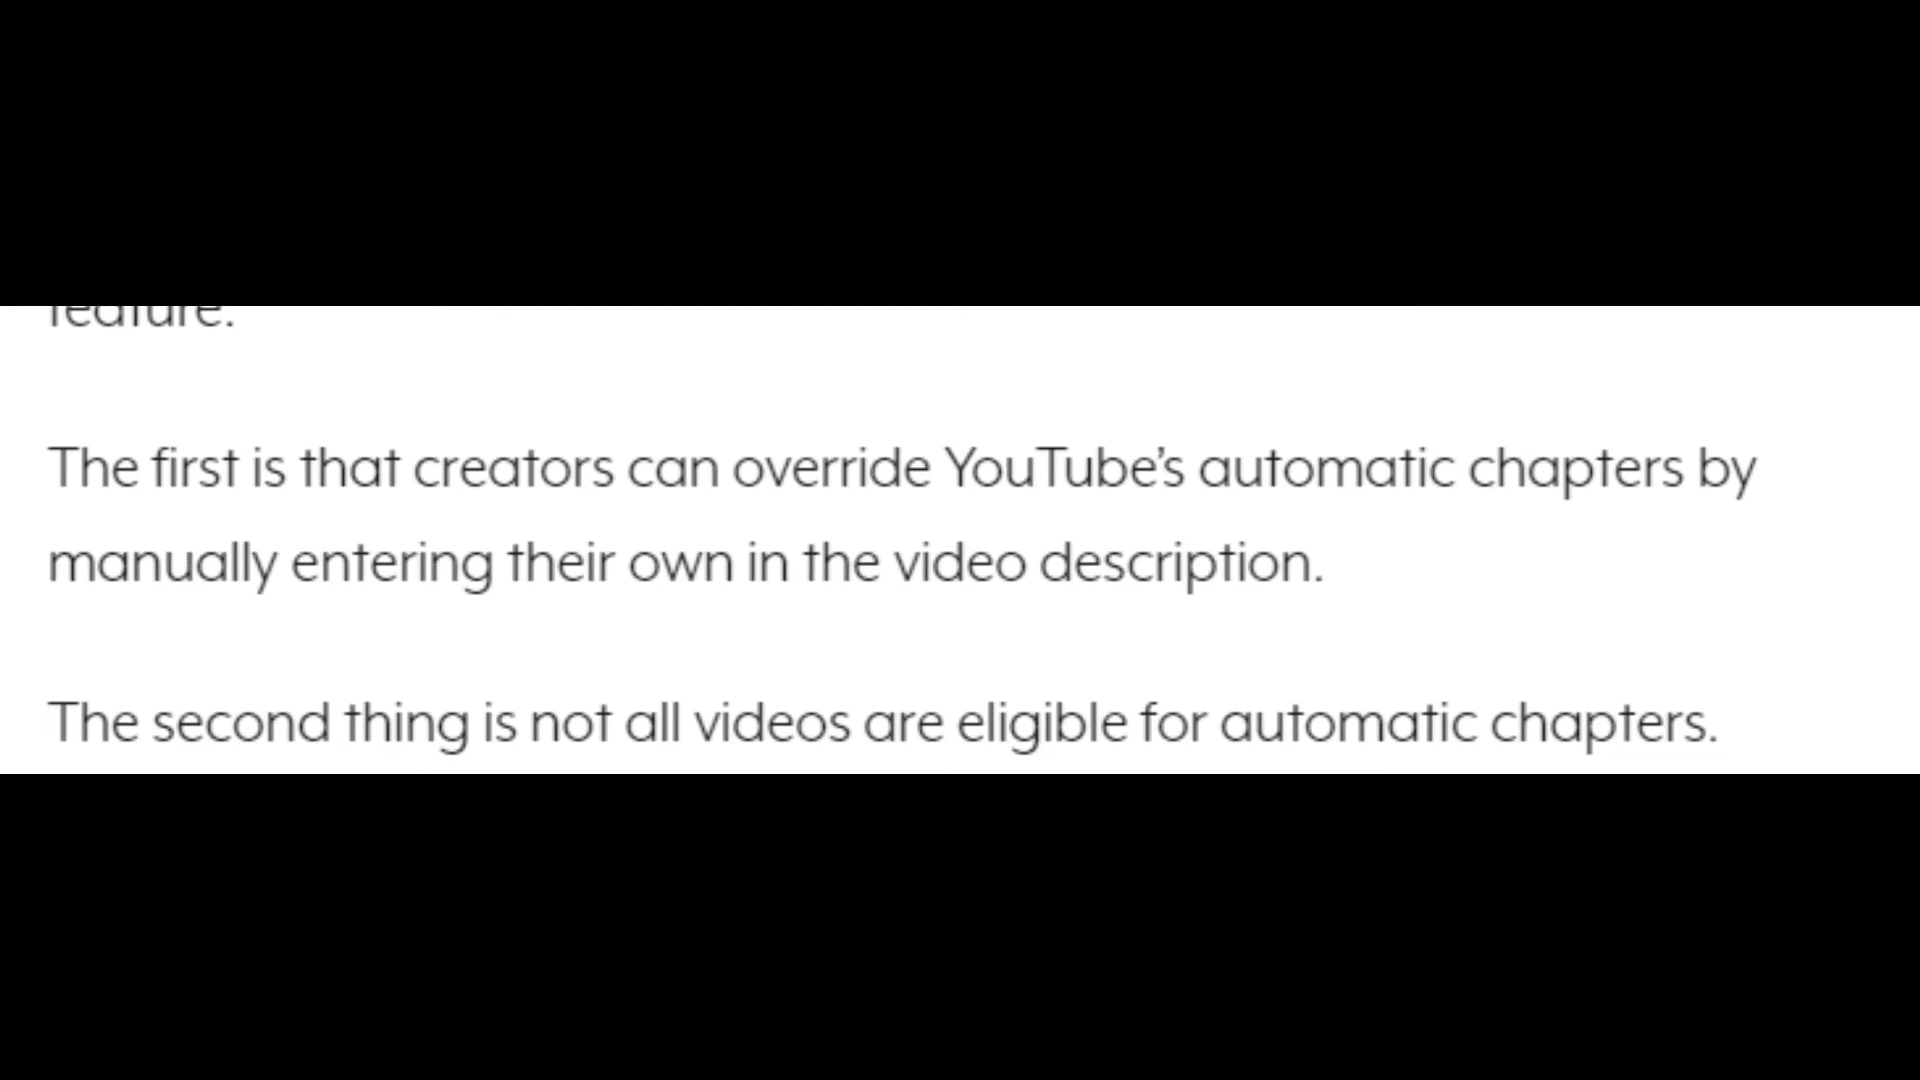 feature.
The first is that creators can override YouTube’s automatic chapters by
manually entering their own in the video description.
The second thing is not all videos are eligible for automatic chapters.